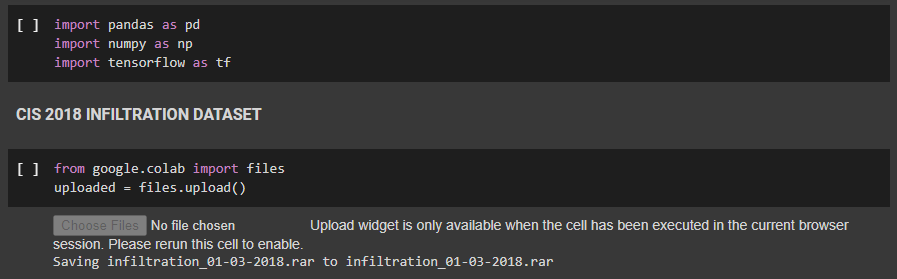 [ ] import pandas as pd
import numpy as np
import tensorflow as tf
CIS 2018 INFILTRATION DATASET
[ ] from google.colab import files
uploaded = files.upload()
Choose Files No file chosen Upload widget is only available when the cell has been executed in the current browser
session. Please rerun this cell to enable.
Saving infiltration_01-03-2018.rar to infiltration_01-03-2018.rar